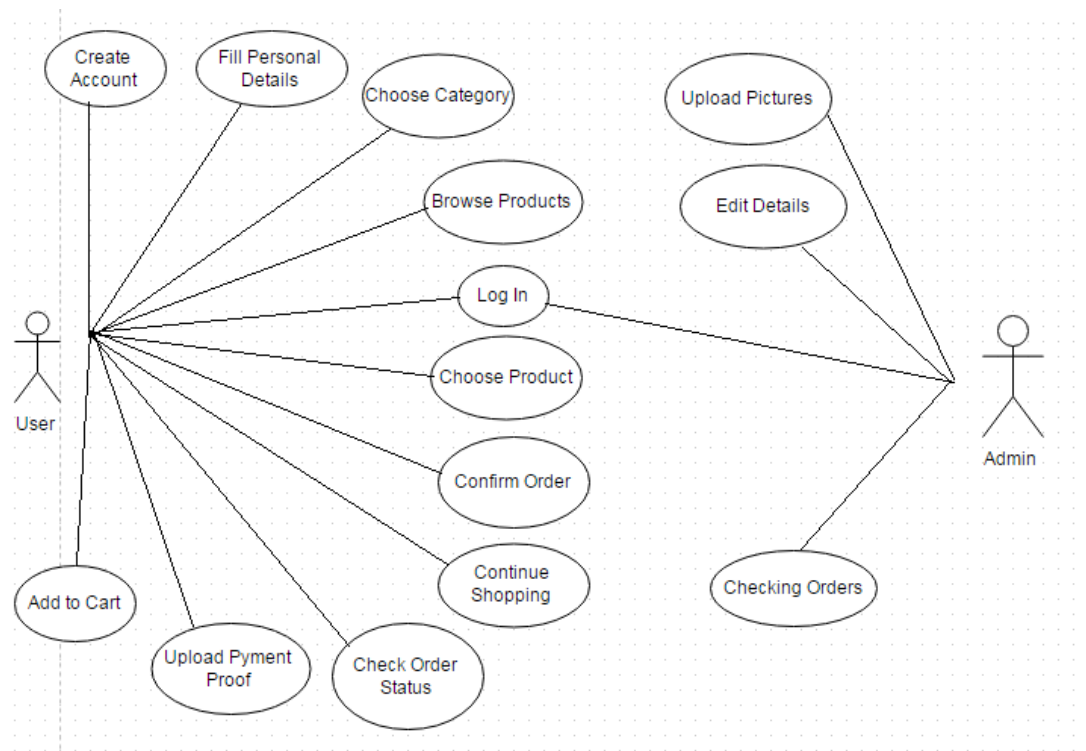 Create
Account
Fill Personal
Details
Choose Category
Upload Pictures
Browse Products
Edit Details
Log In
Choose Product
User
Admin
Confirm Order
Continue
Shopping
Checking Orders
Add to Cart
Upload Pyment
Proof
Check Order
Status